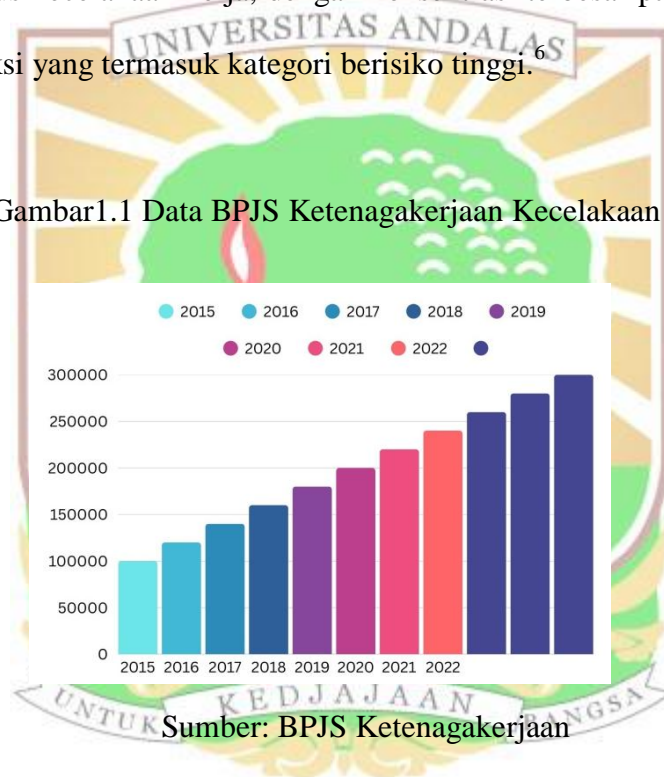 UNIVERSITAS ANDALAS
ksi yang termasuk kategori berisiko tinggi.6
Gambar1.1 Data BPJS Ketenagakerjaan Kecelakaan
2015 2016 2017 2018 2019
2020 2021 2022
300000
250000
200000
150000
100000
50000
0
2015 2016 2017 2018 2019 2020 2021 2022
UNTUK KEDJAJAAN BANGSA
Sumber: BPJS Ketenagakerjaan